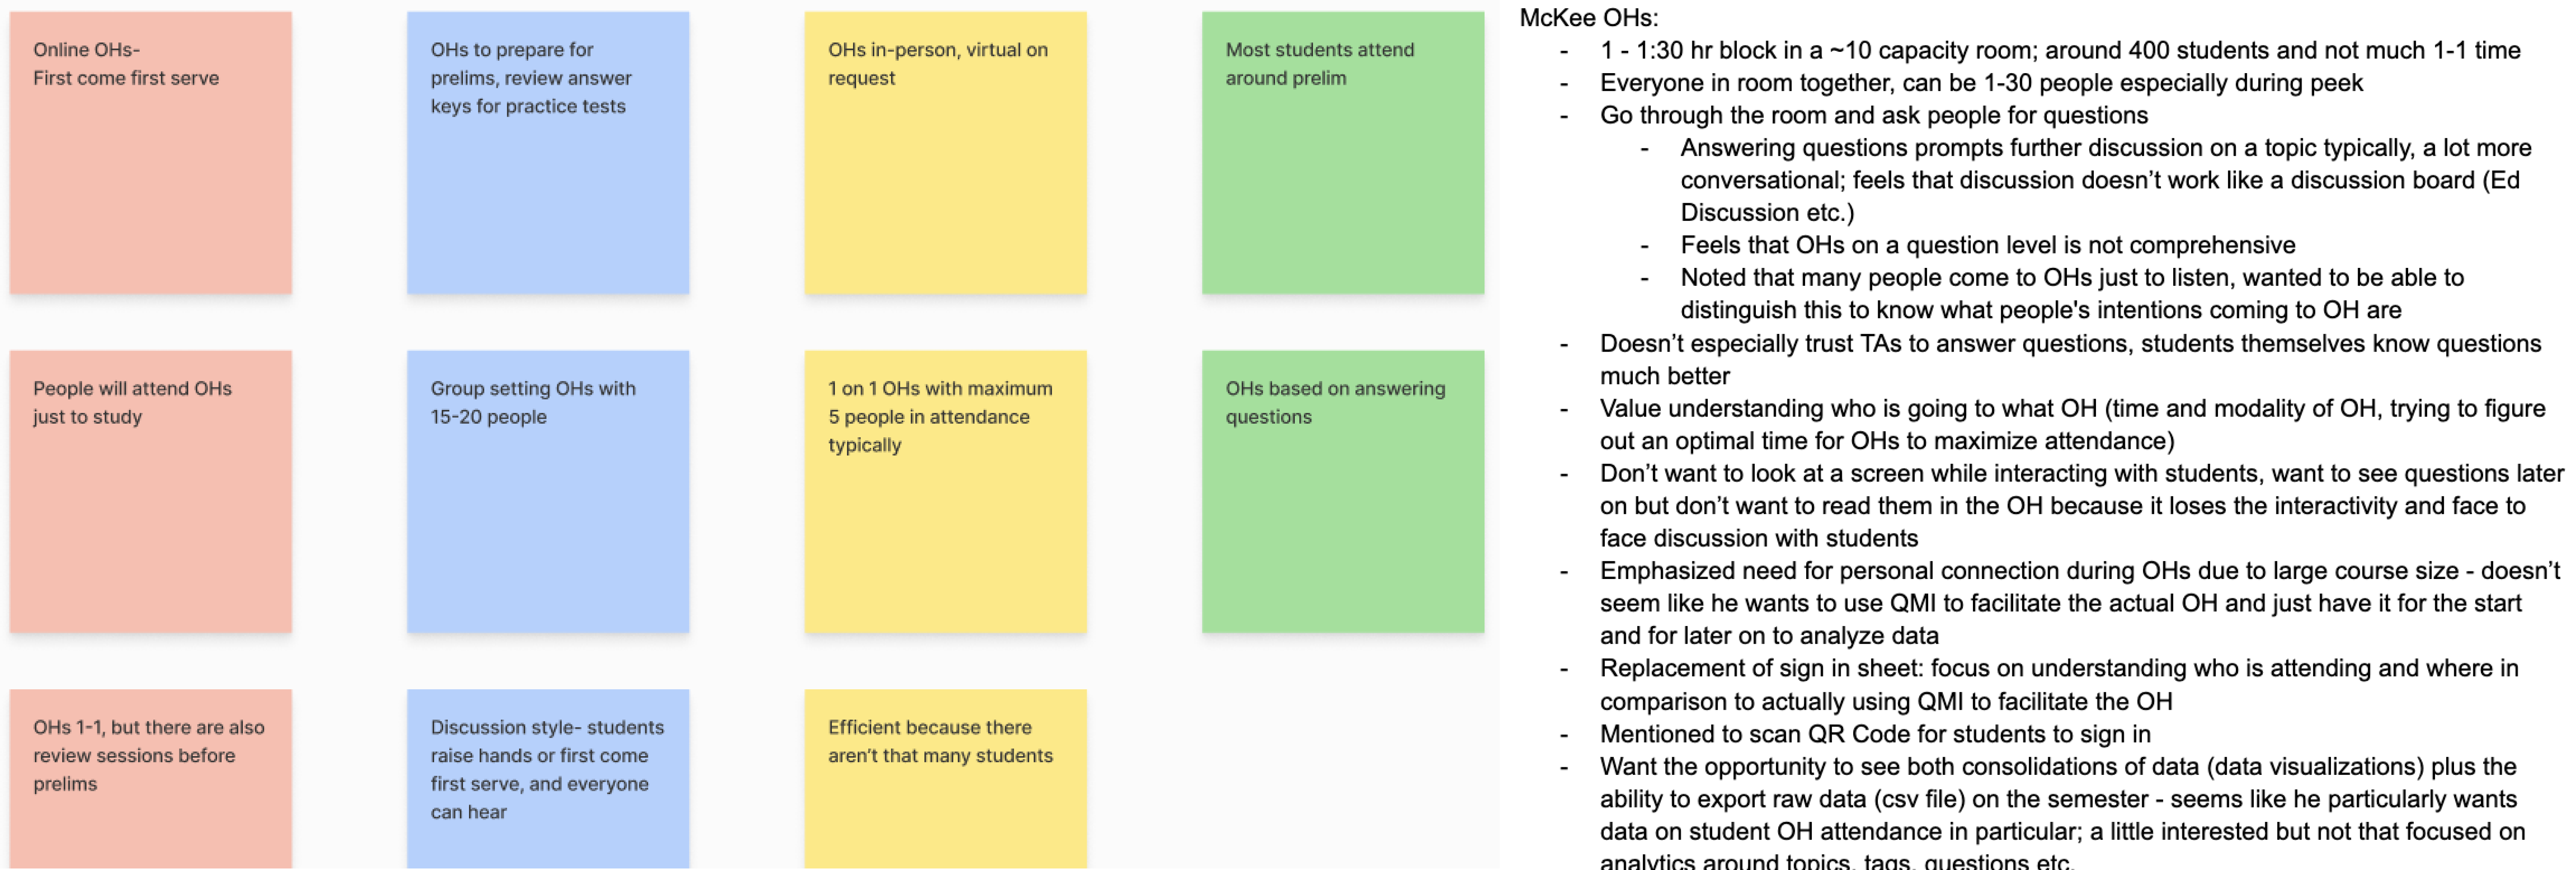 Online OHs-
First come first serve
OHs to prepare for
prelims, review answer
keys for practice tests
OHs in-person, virtual on
request
Most students attend
around prelim
People will attend OHs
just to study
Group setting OHs with
15-20 people
1 on 1 OHs with maximum
5 people in attendance
typically
OHs based on answering
questions
OHs 1-1, but there are also
review sessions before
prelims
Discussion style- students
raise hands or first come
first serve, and everyone
can hear
Efficient because there
aren't that many students
McKee OHs:
- 1 - 1:30 hr block in a ~10 capacity room; around 400 students and not much 1-1 time
- Everyone in room together, can be 1-30 people especially during peek
- Go through the room and ask people for questions
- Answering questions prompts further discussion on a topic typically, a lot more
conversational; feels that discussion doesn't work like a discussion board (Ed
Discussion etc.)
- Feels that OHs on a question level is not comprehensive
- Noted that many people come to OHs just to listen, wanted to be able to
distinguish this to know what people's intentions coming to OH are
- Doesn't especially trust TAs to answer questions, students themselves know questions
much better
- Value understanding who is going to what OH (time and modality of OH, trying to figure
out an optimal time for OHs to maximize attendance)
- Don't want to look at a screen while interacting with students, want to see questions later
on but don't want to read them in the OH because it loses the interactivity and face to
face discussion with students
- Emphasized need for personal connection during OHs due to large course size - doesn't
seem like he wants to use QMI to facilitate the actual OH and just have it for the start
and for later on to analyze data
- Replacement of sign in sheet: focus on understanding who is attending and where in
comparison to actually using QMI to facilitate the OH
- Mentioned to scan QR Code for students to sign in
- Want the opportunity to see both consolidations of data (data visualizations) plus the
ability to export raw data (csv file) on the semester - seems like he particularly wants
data on student OH attendance in particular; a little interested but not that focused on
analytics around topics, tags, questions etc.